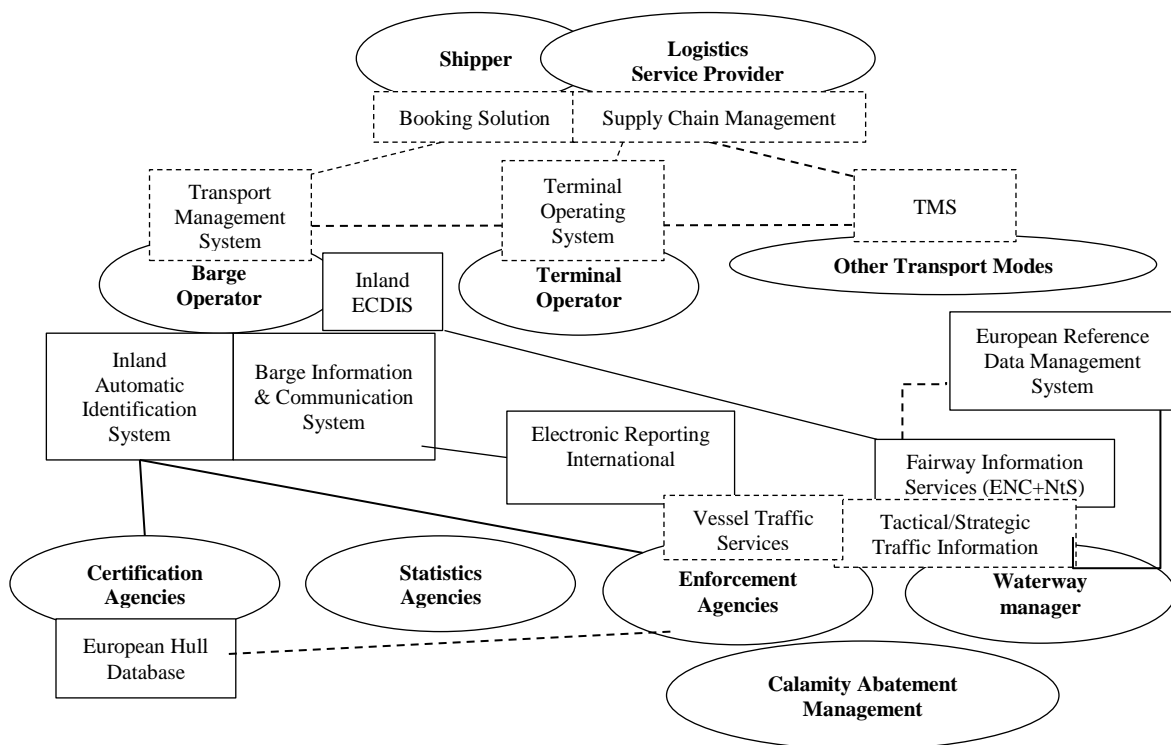 Shipper
Logistics
Service Provider
Booking Solution
Supply Chain Management
Transport
Management
System
Terminal
Operating
System
TMS
Barge
Operator
Inland
ECDIS
Terminal
Operator
Other Transport Modes
Inland
Automatic
Identification
System
Barge Information
& Communication
System
European Reference
Data Management
System
Electronic Reporting
International
Fairway Information
Services (ENC+NtS)
Vessel Traffic
Services
Tactical/Strategic
Traffic Information
Certification
Agencies
Statistics
Agencies
Enforcement
Agencies
Waterway
manager
European Hull
Database
Calamity Abatement
Management